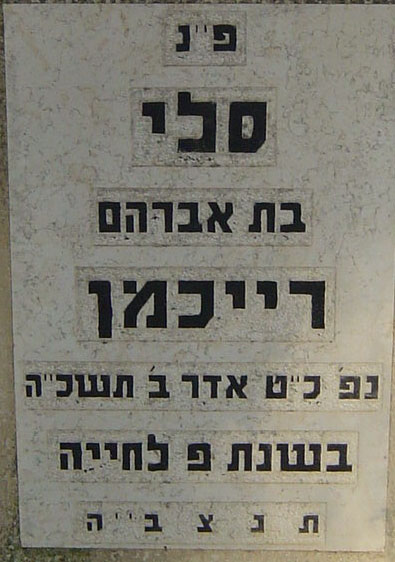 פ"נ
סלי
בת אברהם
רייכמן
נפ' כ"ט אדר ב' תשכ"ה
בשנת פ לחייה
ת נ צ ב "ה